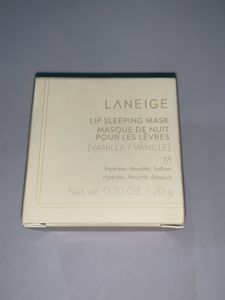 LANEIGE
LIP SLEEPING MASK
MASQUE DE NUIT
POUR LES LÈVRES
[VANILLA / VANILLE]
Hydrate, Nourish, Soften
Hydrate, Nourrit, Adoucit
Net wt. 0.70 OZ. / 20 g